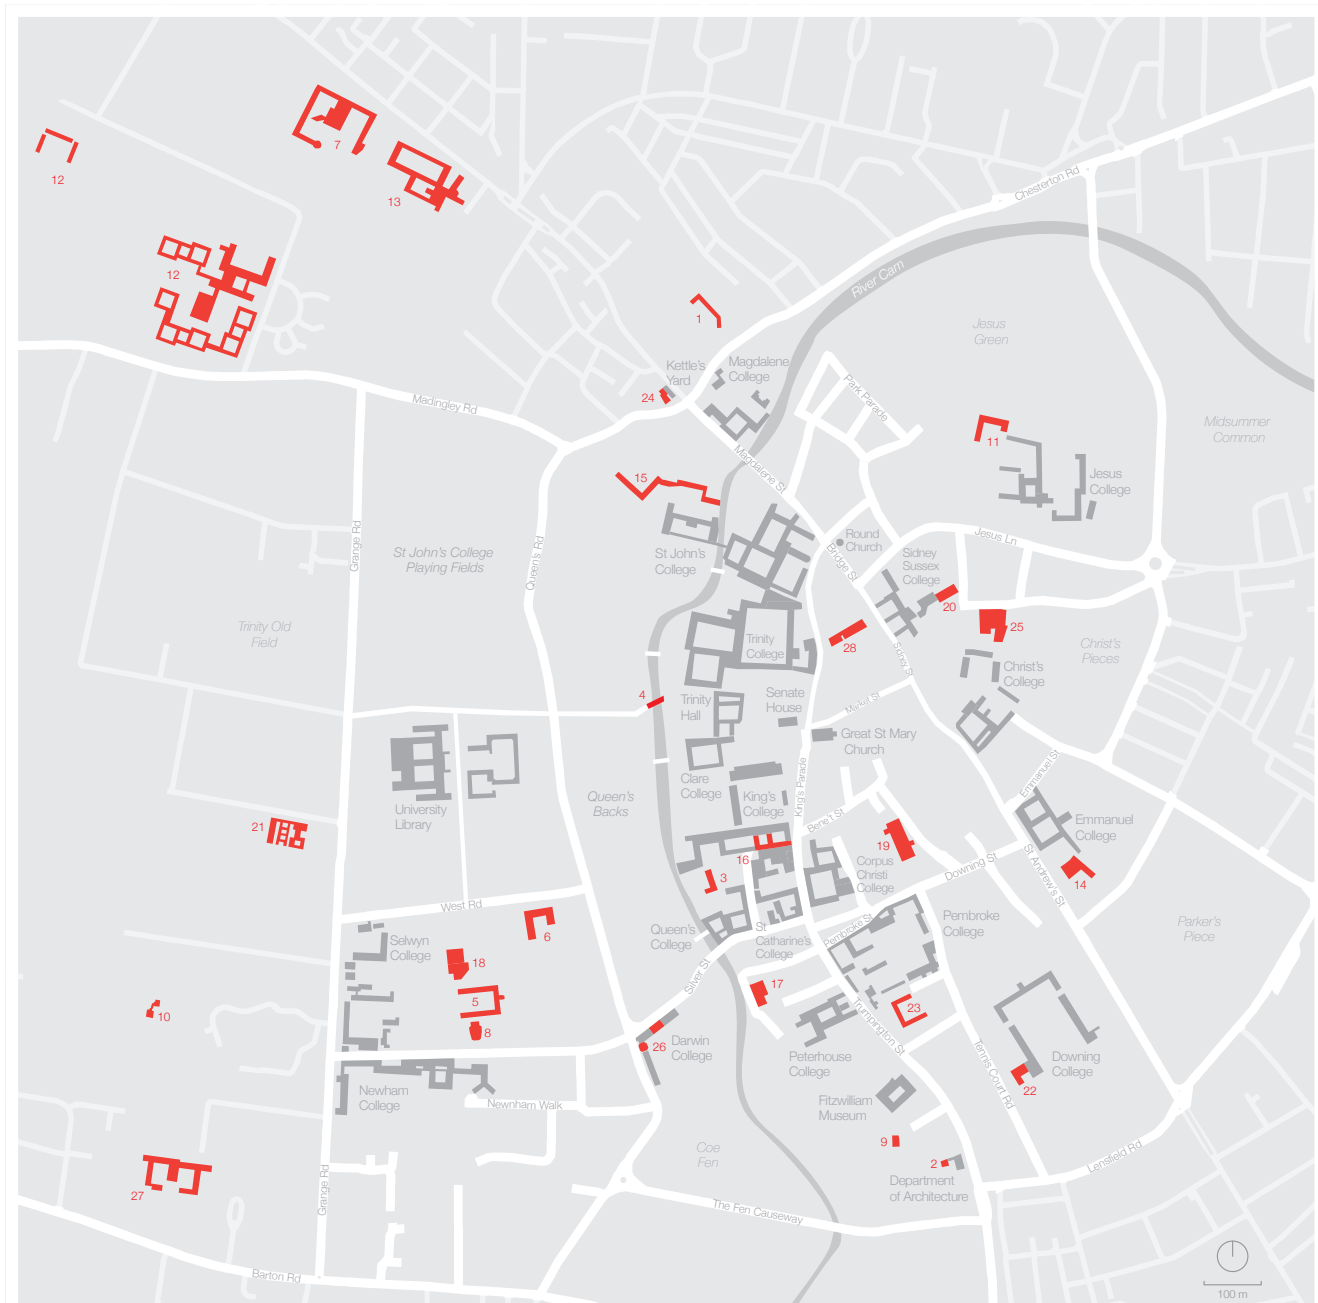 7
12
13
12
Chesterton Rd
River Cam
1
Jesus
Green
Kettle's
Yard
Magdalene
College
24
Park Parade
Madingley Rd
Midsummer
Common
11
Magdalene St
15
Jesus
College
Grange Rd
Queen's Rd
St John's College
Playing Fields
St John's
College
Round
Church
Bridge St
Sidney
Sussex
College
Jesus Ln
20
25
Trinity Old
Field
Trinity
College
28
Sidney St
Christ's
College
Christ's
Pieces
4
Trinity
Hall
Senate
House
Market St
Great St Mary
Church
Clare
College
King's
College
King's Parade
Emmanuel St
University
Library
Queen's
Backs
Bene't St
Emmanuel
College
21
16
3
19
Corpus
Christi
College
Downing St
St Andrew's St
14
West Rd
6
Queen's
College
St
Catharine's
College
Pembroke St
Pembroke
College
Parker's
Piece
Selwyn
College
18
5
8
Silver St
17
23
10
26
Darwin
College
Peterhouse
College
Trumpington St
Tennis Court Rd
Downing
College
22
Newham
College
Newnham Walk
Fitzwilliam
Museum
9
Coe
Fen
2
Department
of Architecture
Lensfield Rd
27
Grange Rd
The Fen Causeway
Barton Rd
100 m